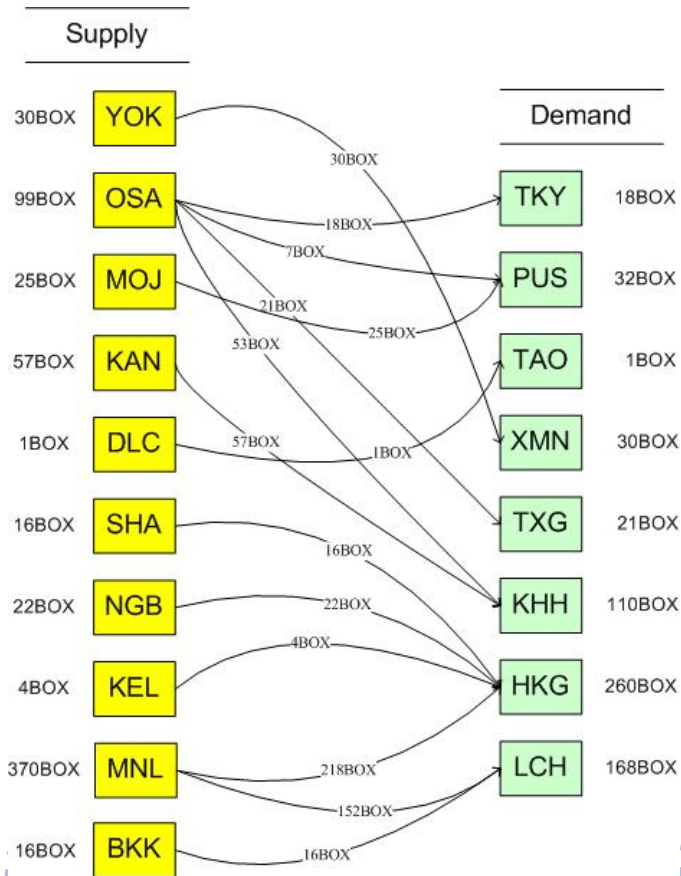 Supply
30BOX YOK
Demand
30BOX
99BOX OSA
TKY 18BOX
18BOX
7BOX
25BOX MOJ
PUS 32BOX
21BOX
25BOX
53BOX
57BOX KAN
TAO 1BOX
1BOX DLC
57BOX
1BOX
XMN 30BOX
16BOX SHA
TXG 21BOX
16BOX
22BOX NGB
22BOX
KHH 110BOX
4BOX
4BOX KEL
HKG 260BOX
370BOX MNL
218BOX
LCH 168BOX
152BOX
16BOX BKK
16BOX